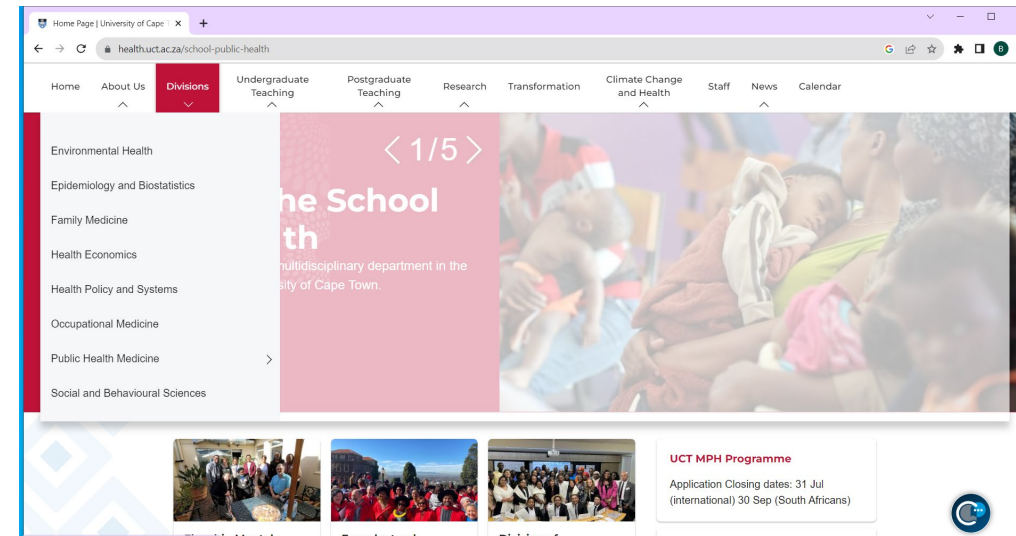 Home Page | University of Cape T
health.uct.ac.za/school-public-health
B
Home
About Us
Divisions
Undergraduate
Teaching
Postgraduate
Teaching
Research
Transformation
Climate Change
and Health
Staff
News
Calendar
Environmental Health
Epidemiology and Biostatistics
Family Medicine
Health Economics
Health Policy and Systems
Occupational Medicine
Public Health Medicine
Social and Behavioural Sciences
1/5
he School
th
multidisciplinary department in the
sity of Cape Town.
UCT MPH Programme
Application Closing dates: 31 Jul
(international) 30 Sep (South Africans)